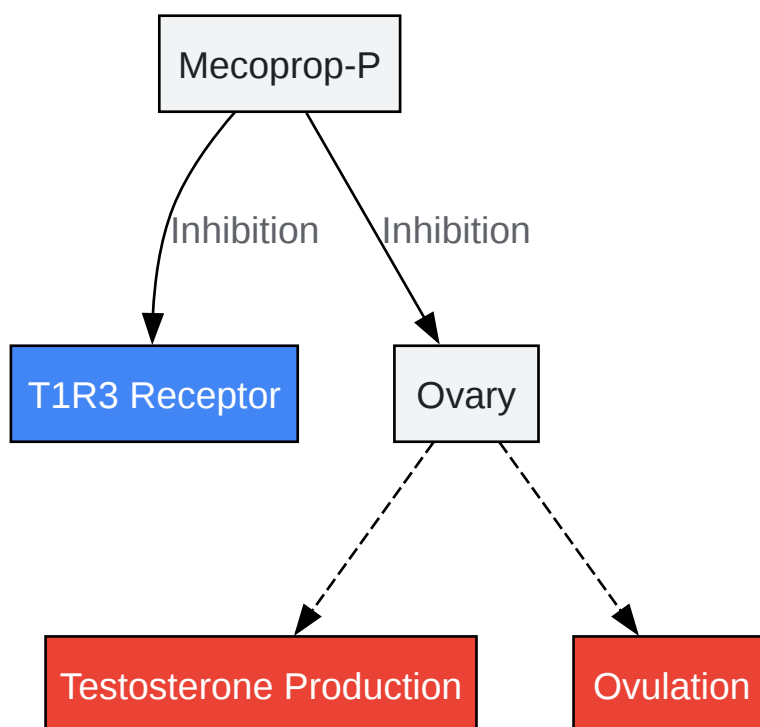 Mecoprop-P
Inhibition
Inhibition
T1R3 Receptor
Ovary
Testosterone Production
Ovulation